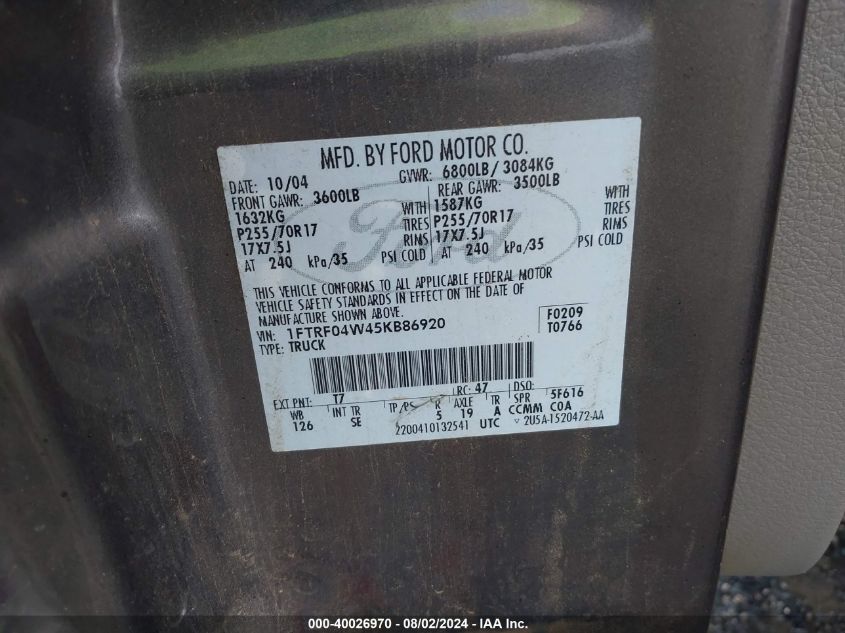 MFD. BY FORD MOTOR CO.
DATE: 10/04 GVWR: 6800LB/ 3084KG
FRONT GAWR: 3600LB REAR GAWR: 3500LB
1632KG WITH 1587KG WITH
P255/70R17 TIRES P255/70R17 TIRES
17X7.5J RIMS 17X7.5J RIMS
AT 240 kPa/35 PSI COLD AT 240 kPa/35 PSI COLD
Ford
THIS VEHICLE CONFORMS TO ALL APPLICABLE FEDERAL MOTOR
VEHICLE SAFETY STANDARDS IN EFFECT ON THE DATE OF
MANUFACTURE SHOWN ABOVE.
VIN: 1FTRF04W45KB86920 F0209
TYPE: TRUCK T0766
EXT PNT: T7 RC: 47 DSO:
WB INT TR TP/PS R AXLE TR SPR 5F616
126 SE 5 19 A CCMM COA
2200410132541 UTC ▽ 2U5A-1520472-AA
000-40026970 - 08/02/2024 - IAA Inc.